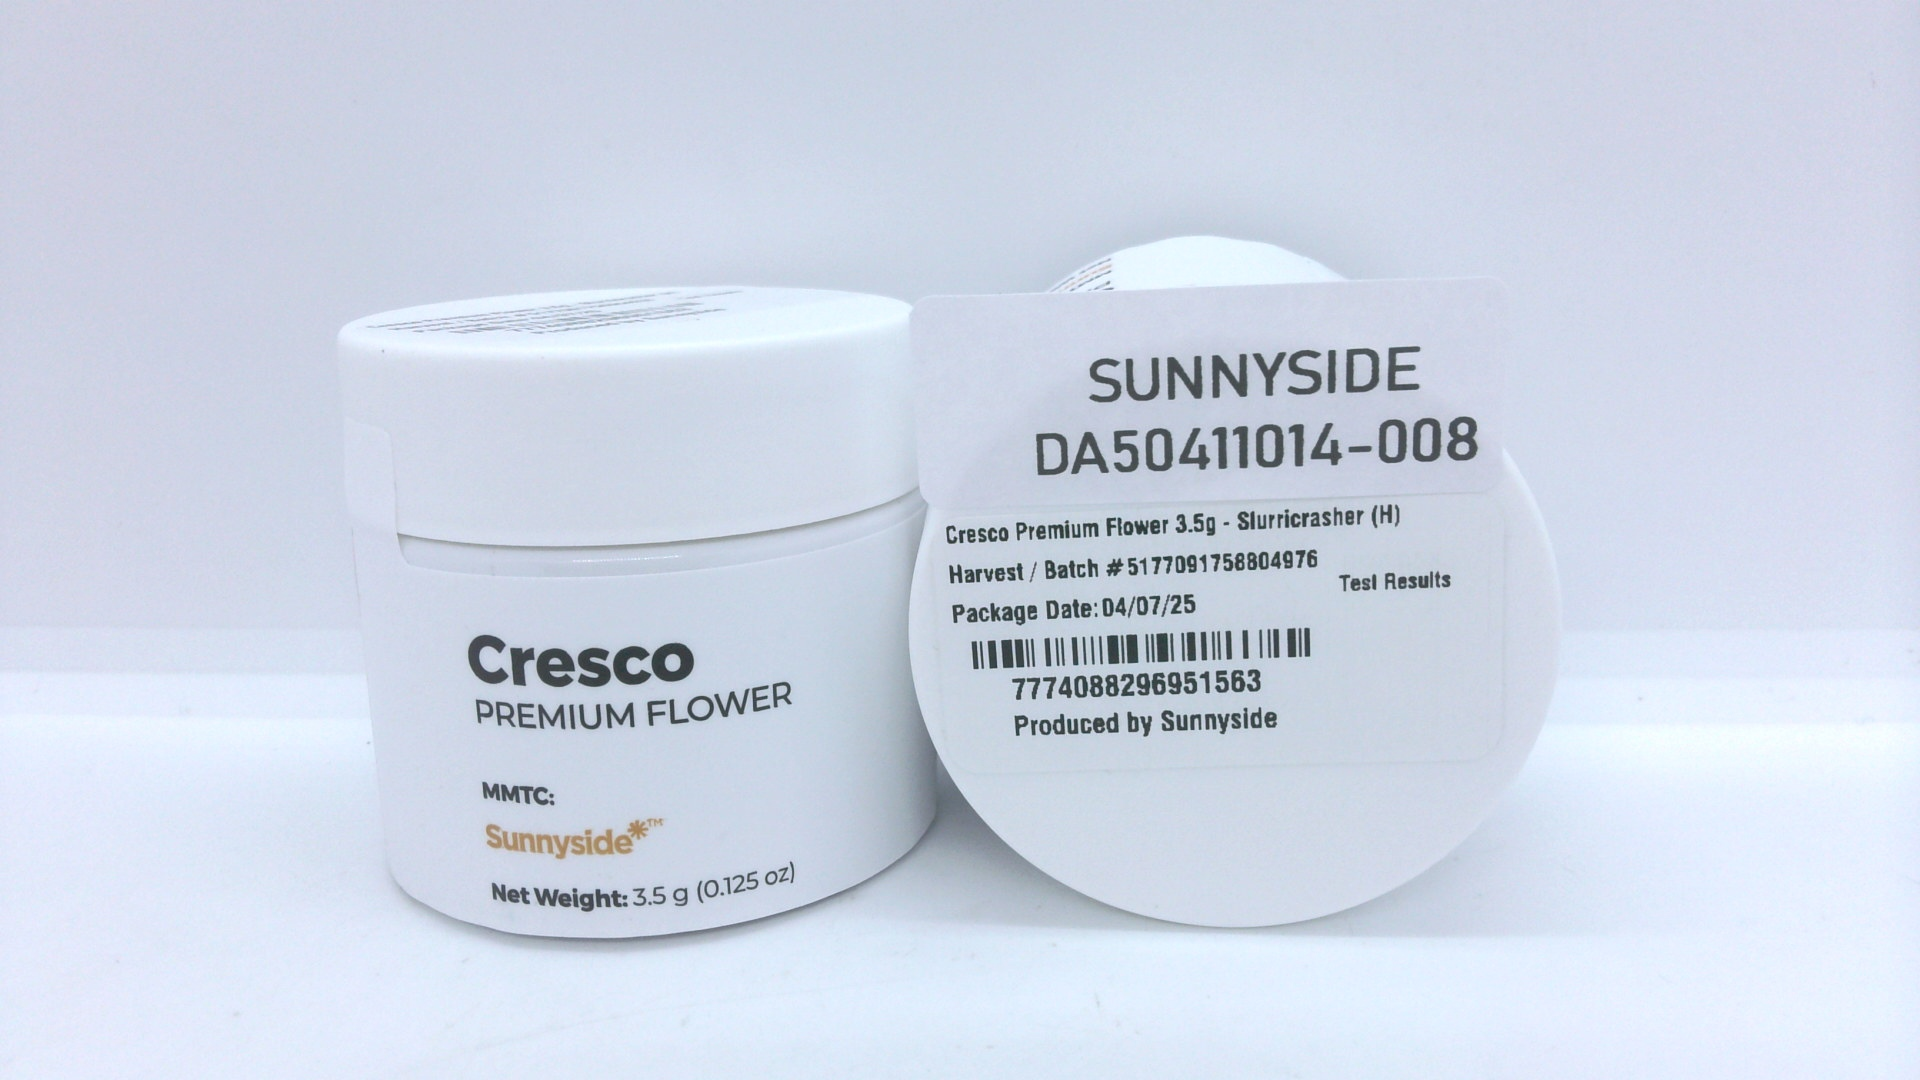 Cresco
PREMIUM FLOWER
MMTC:
Sunnyside*™
Net Weight: 3.5 g (0.125 oz)
SUNNYSIDE
DA50411014-008
Cresco Premium Flower 3.5g - Slurricrasher (H)
Harvest / Batch #5177091758804976
Test Results
Package Date: 04/07/25
7774088296951563
Produced by Sunnyside